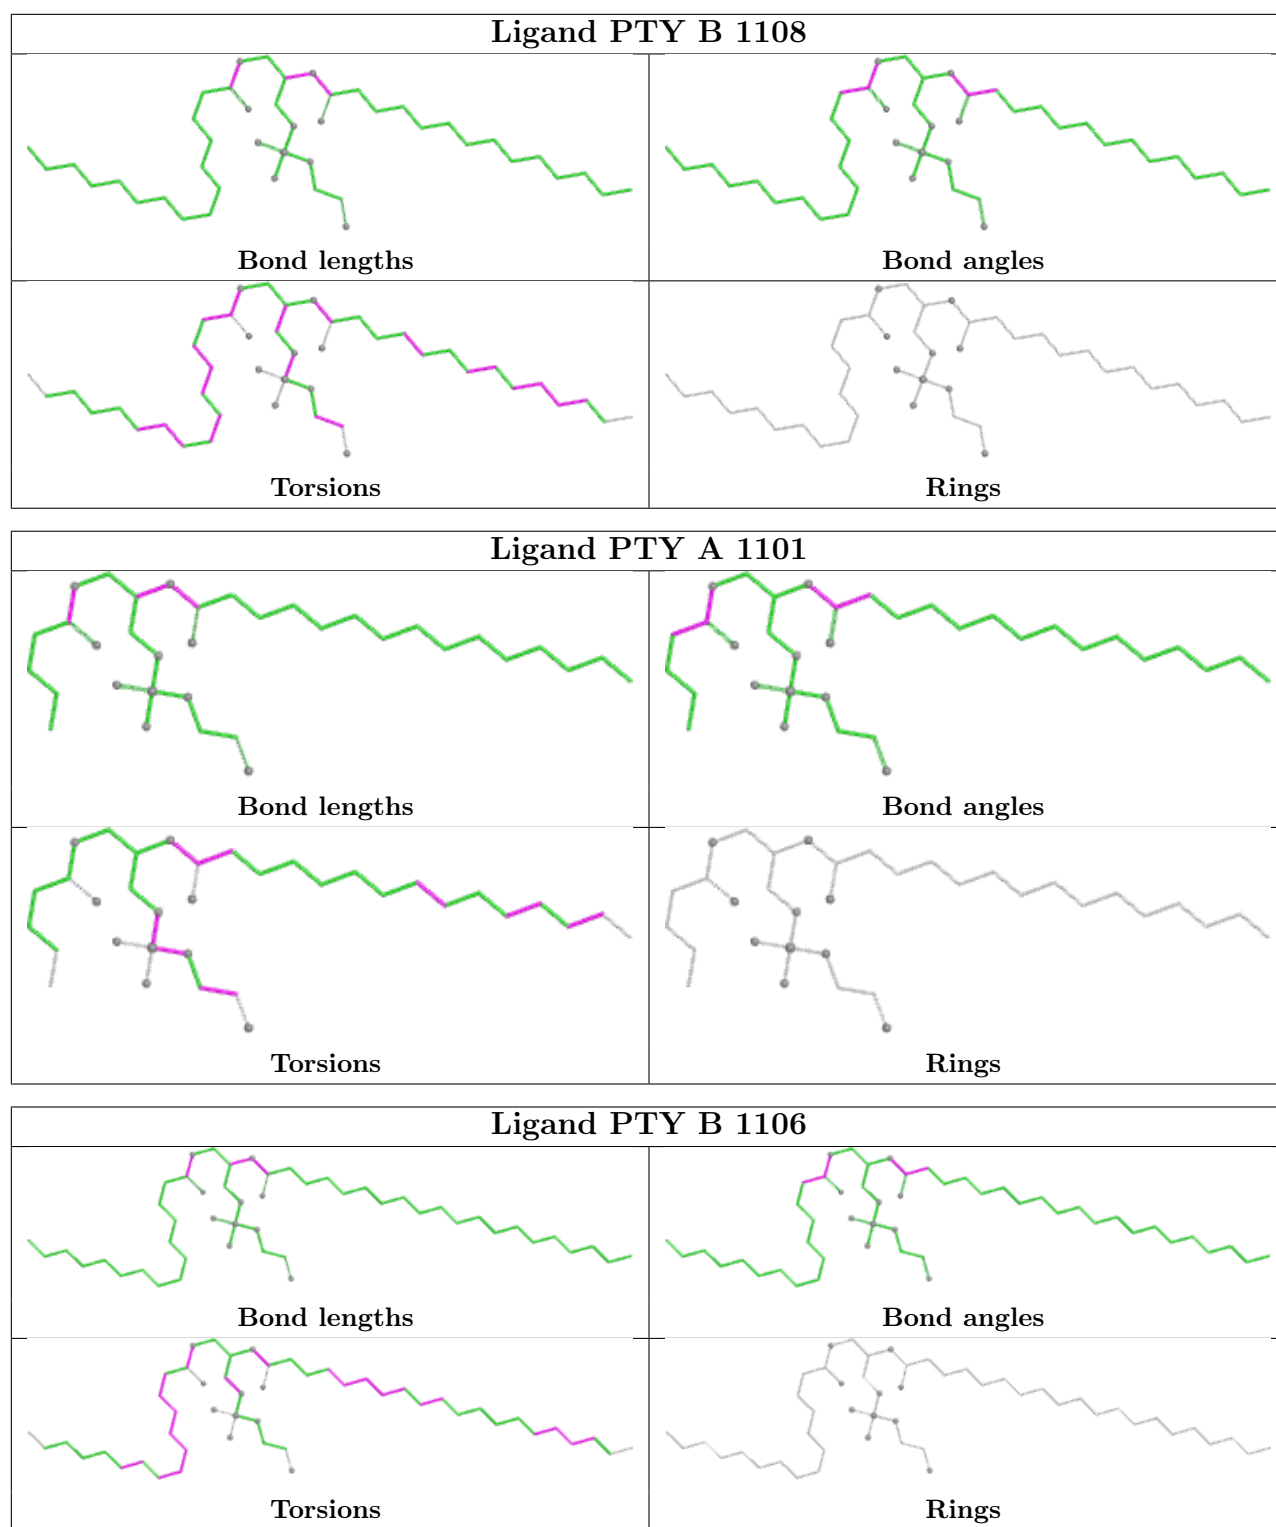 Ligand PTY B 1108
Bond lengths
Bond angles
Torsions
Rings
Ligand PTY A 1101
Bond lengths
Bond angles
Torsions
Rings
Ligand PTY B 1106
Bond lengths
Bond angles
Torsions
Rings